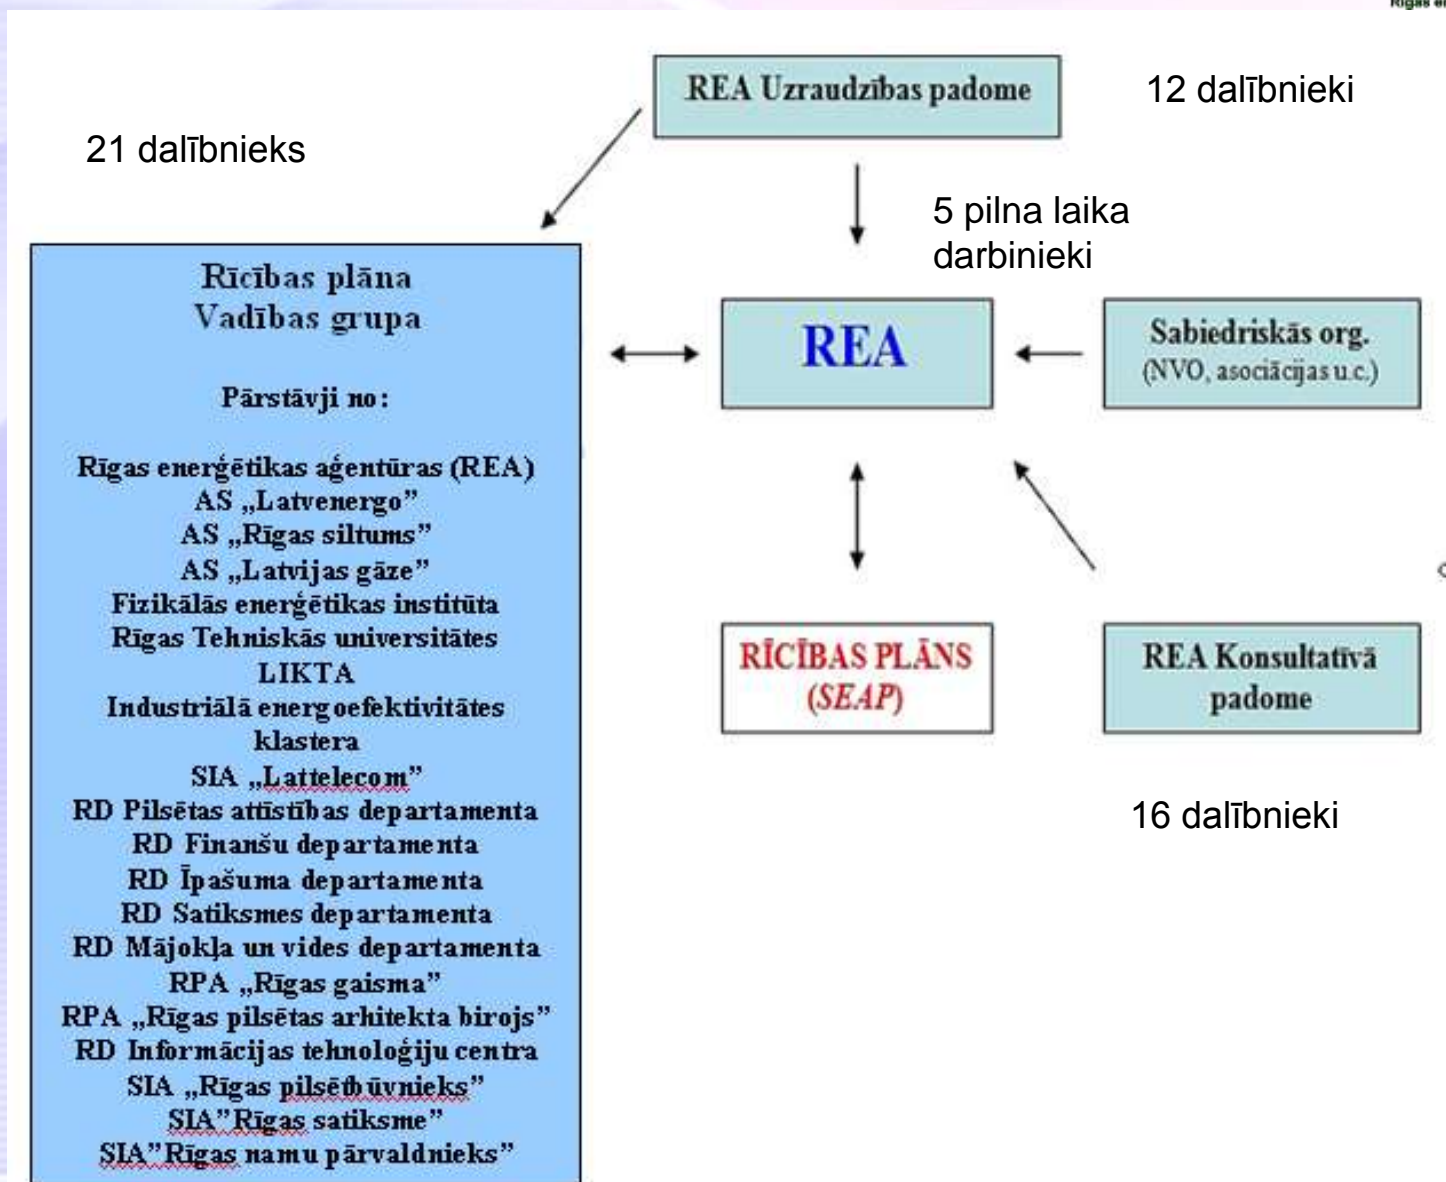 REA Uzraudzības padome
12 dalībnieki
21 dalībnieks
5 pilna laika
darbinieki
Rīcības plāna
Vadības grupa
Pārstāvji no:
Rīgas enerģētikas aģentūras (REA)
AS „Latvenergo”
AS „Rīgas siltums”
AS „Latvijas gāze”
Fizikālās enerģētikas institūta
Rīgas Tehniskās universitātes
LIKTA
Industriālā energoefektivitātes
klastera
SIA „Lattelecom”
RD Pilsētas attīstības departamenta
RD Finanšu departamenta
RD Īpašuma departamenta
RD Satiksmes departamenta
RD Mājokļa un vides departamenta
RPA „Rīgas gaisma”
RPA „Rīgas pilsētas arhitekta birojs”
RD Informācijas tehnoloģiju centra
SIA „Rīgas pilsētbūvnieks”
SIA”Rīgas satiksme”
SIA”Rīgas namu pārvaldnieks”
REA
Sabiedriskās org.
(NVO, asociācijas u.c.)
RĪCĪBAS PLĀNS
(SEAP)
REA Konsultatīvā
padome
16 dalībnieki